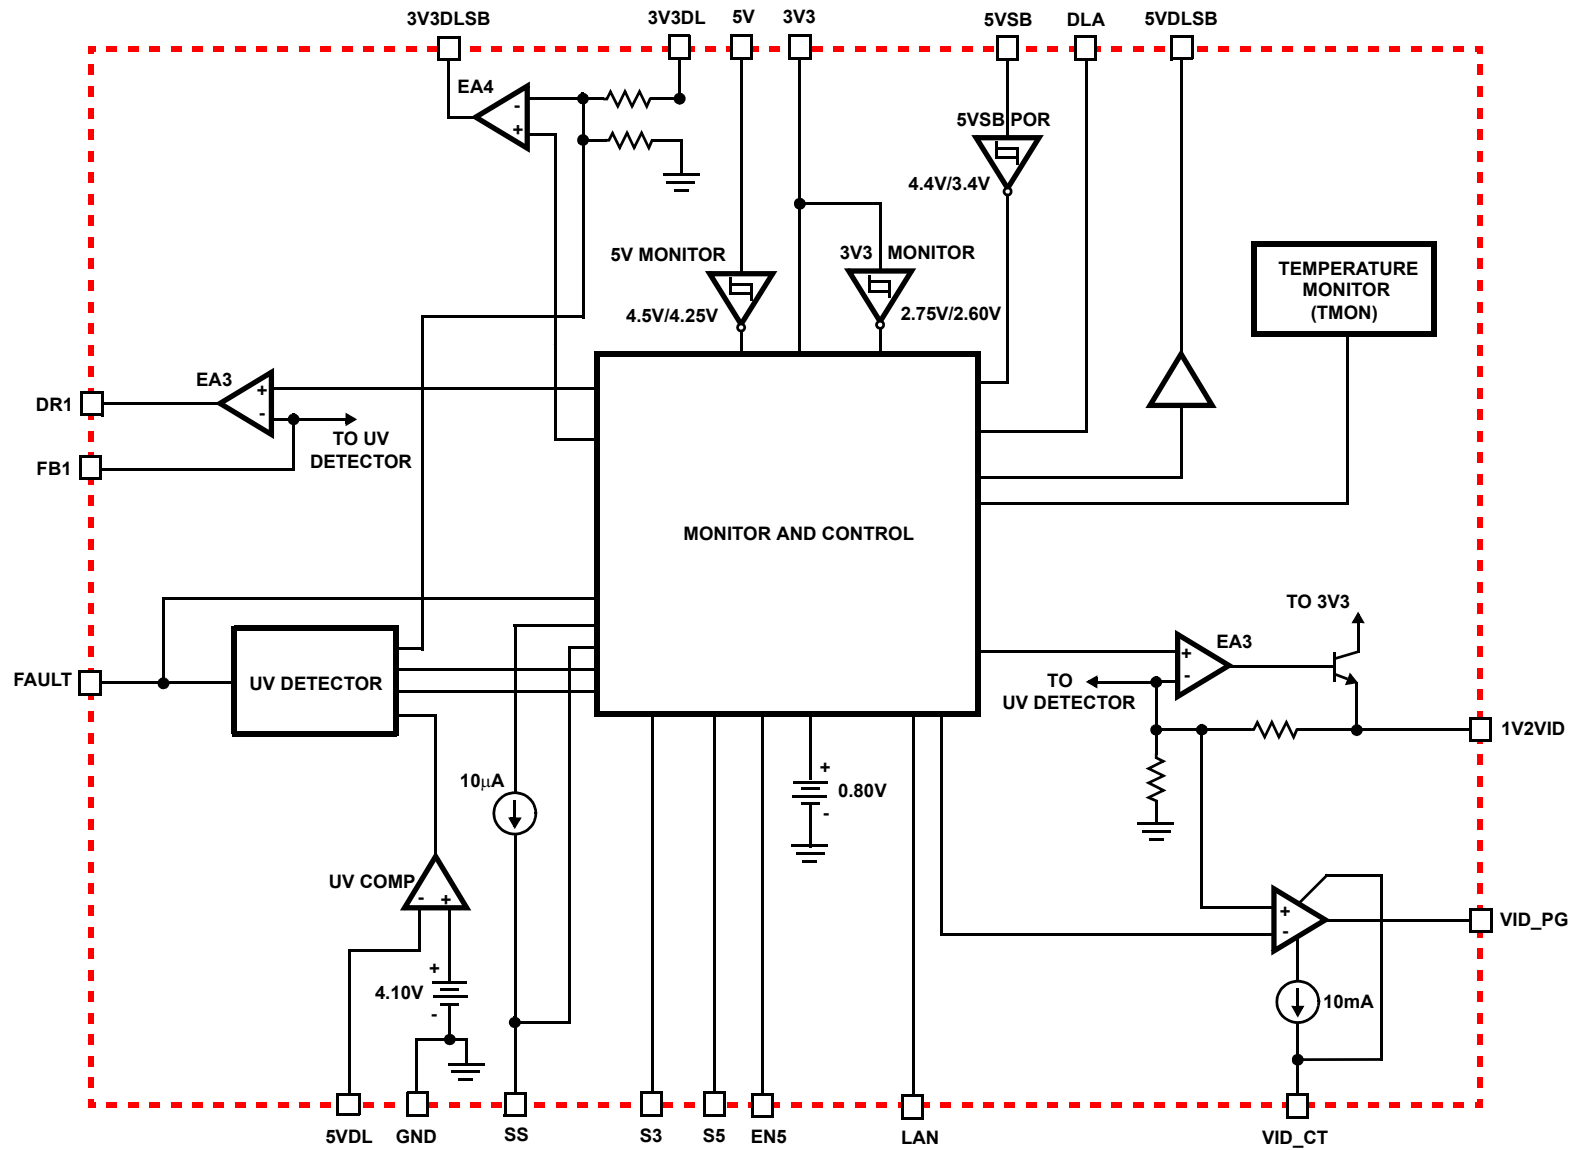 3V3DLSB
3V3DL
5V
3V3
5VSB
DLA
5VDLSB
EA4
-
+
5VSB POR
4.4V/3.4V
5V MONITOR
4.5V/4.25V
3V3 MONITOR
2.75V/2.60V
TEMPERATURE
MONITOR
(TMON)
EA3
+
-
DR1
FB1
TO UV
DETECTOR
MONITOR AND CONTROL
FAULT
UV DETECTOR
TO 3V3
EA3
+
-
TO
UV DETECTOR
1V2VID
10μA
+
0.80V
-
UV COMP
- +
+
4.10V
-
+
-
VID_PG
10mA
5VDL
GND
SS
S3
S5
EN5
LAN
VID_CT